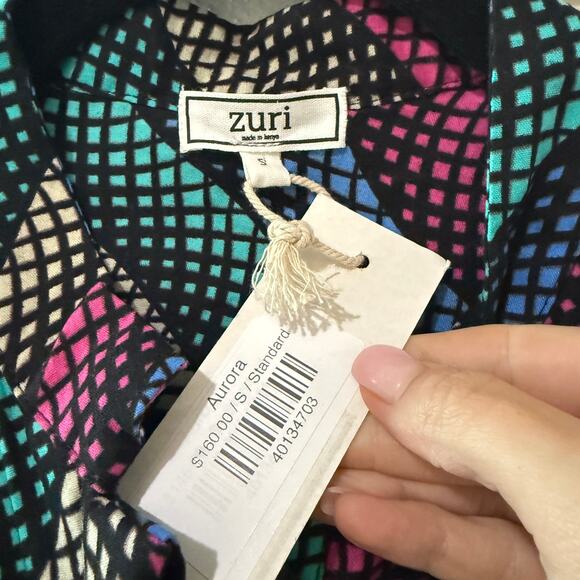 zuri
made in kenya
S
Aurora
$160.00 / S / Standard
40134703